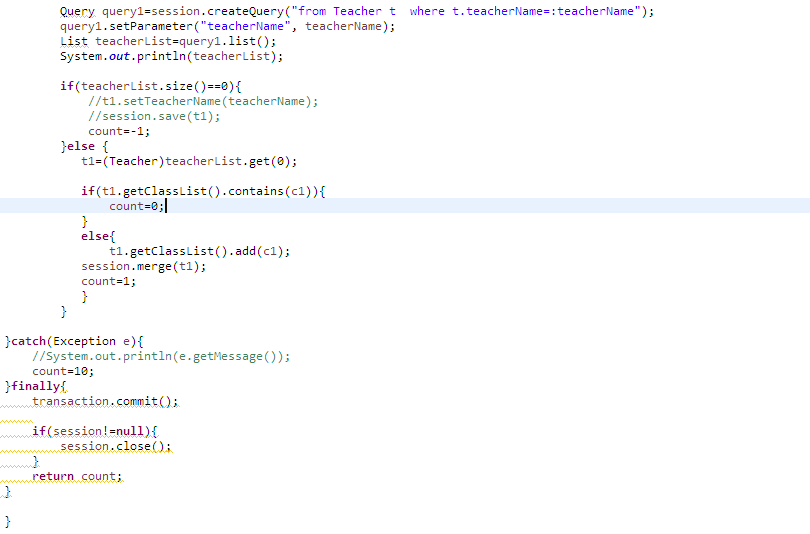 Query query1=session.createQuery("from Teacher t  where t.teacherName=:teacherName");
query1.setParameter("teacherName", teacherName);
List teacherList=query1.list();
System.out.println(teacherList);
if(teacherList.size()==0){
//t1.setTeacherName(teacherName);
//session.save(t1);
count=-1;
}else {
t1=(Teacher)teacherList.get(0);
if(t1.getClassList().contains(c1)){
count=0;
}
else{
t1.getClassList().add(c1);
session.merge(t1);
count=1;
}
}
}catch(Exception e){
//System.out.println(e.getMessage());
count=10;
}finally{
transaction.commit();
if(session!=null){
session.close();
}
return count;
}
}